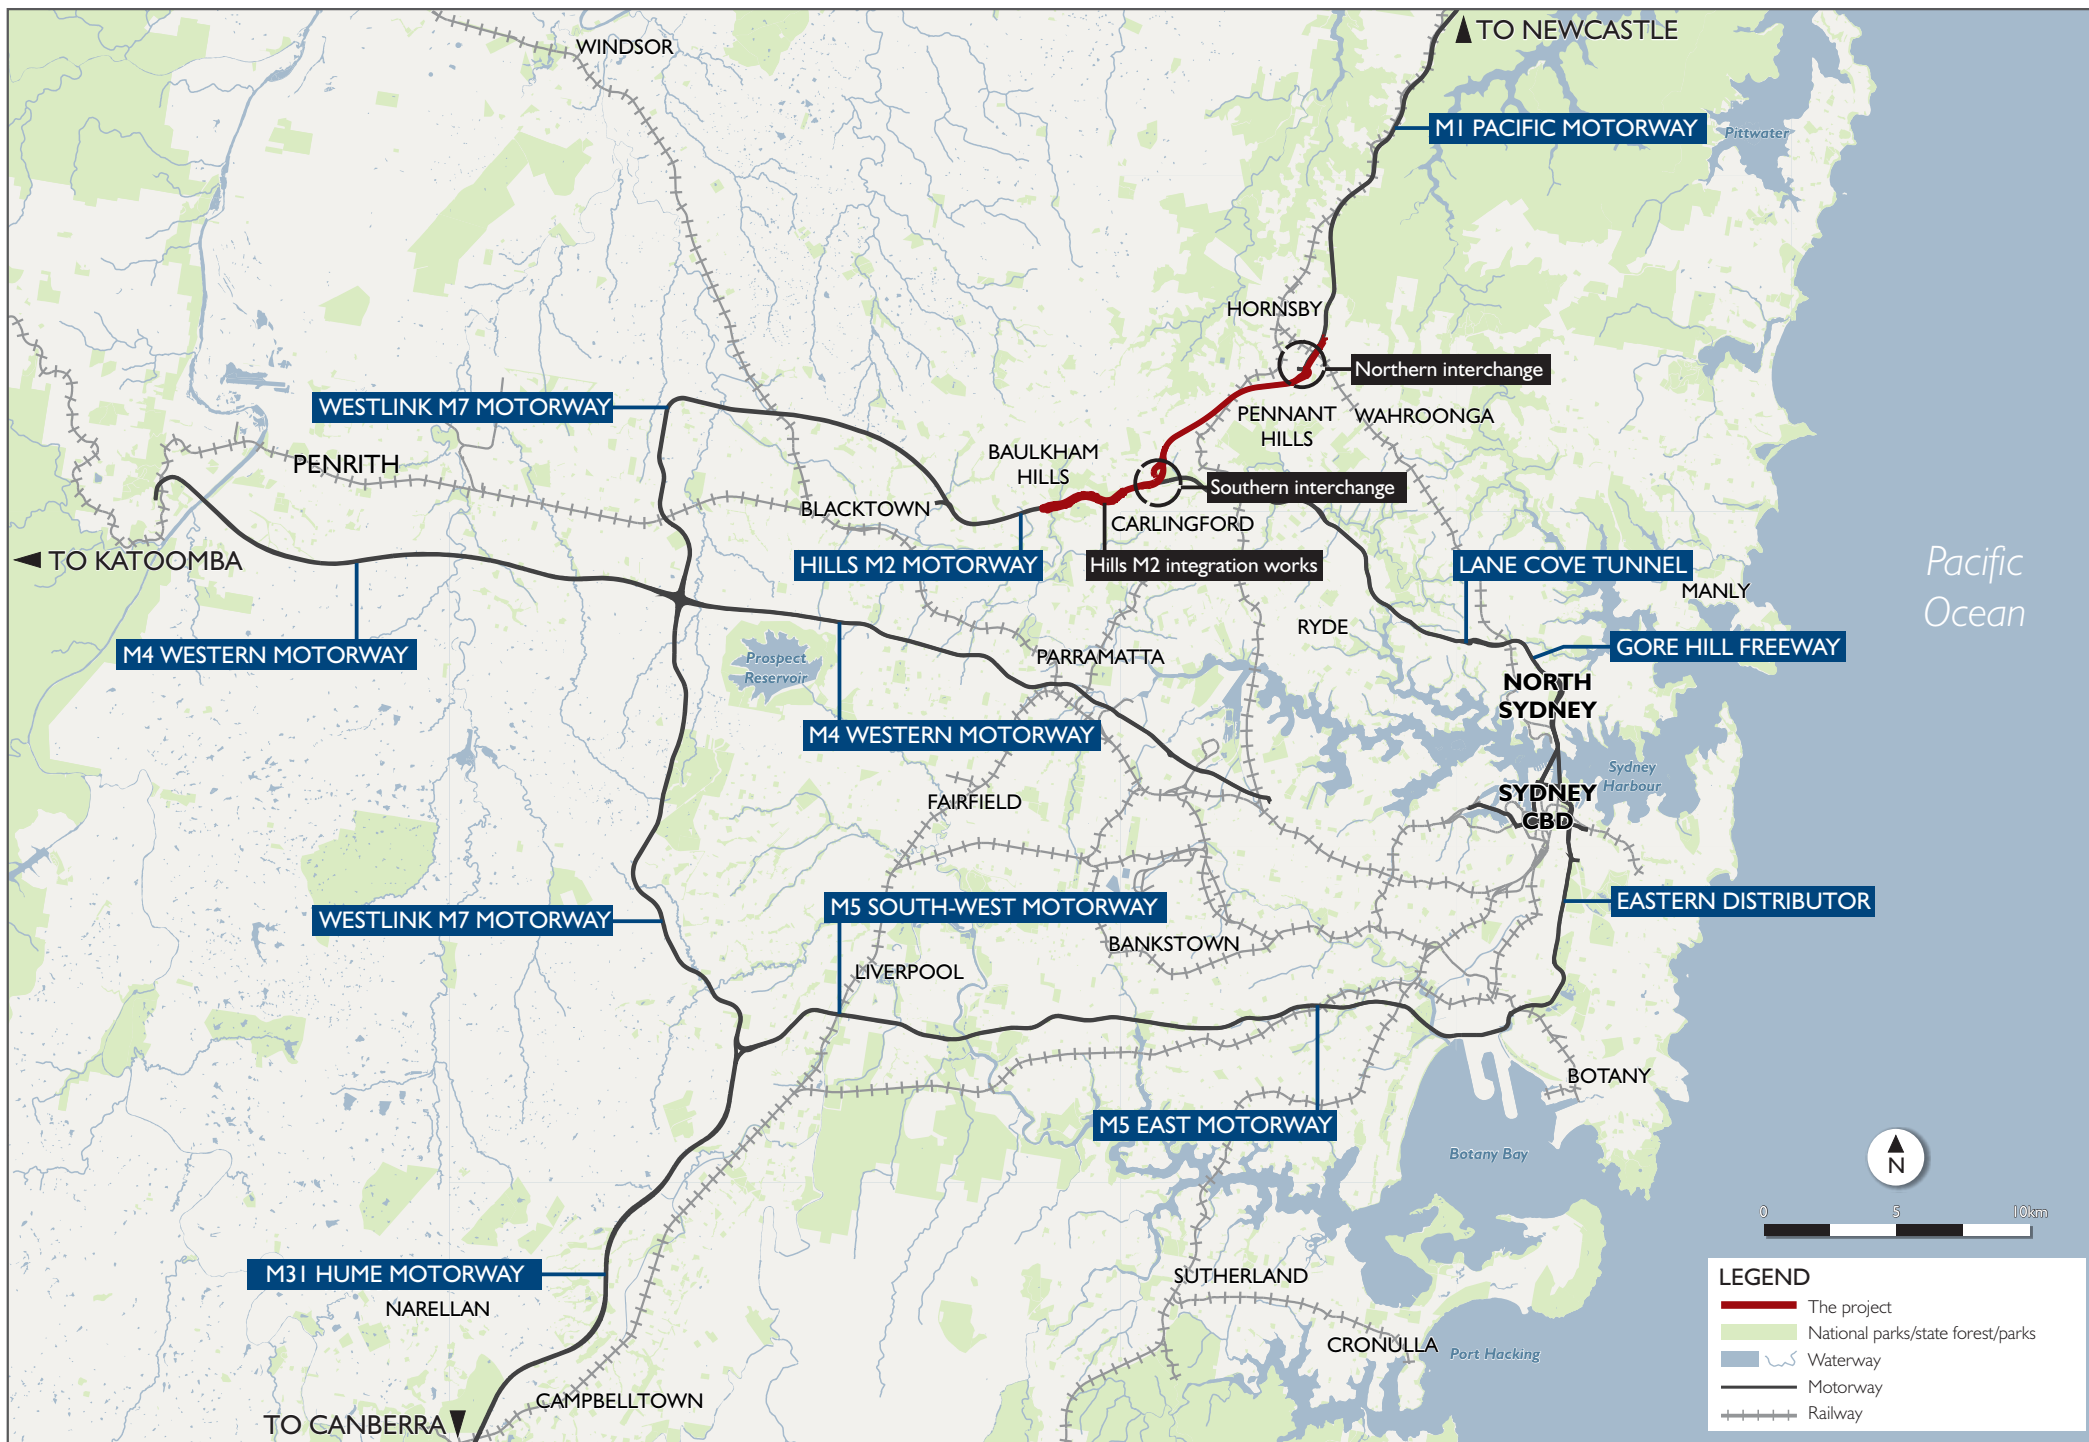 TO NEWCASTLE
WINDSOR
M1 PACIFIC MOTORWAY
Pittwater
HORNSBY
Northern interchange
WESTLINK M7 MOTORWAY
PENNANT
HILLS
WAHROONGA
BAULKHAM
HILLS
PENRITH
Southern interchange
BLACKTOWN
CARLINGFORD
TO KATOOMBA
HILLS M2 MOTORWAY
Hills M2 integration works
LANE COVE TUNNEL
Pacific
Ocean
MANLY
RYDE
M4 WESTERN MOTORWAY
GORE HILL FREEWAY
Prospect
Reservoir
PARRAMATTA
NORTH
SYDNEY
M4 WESTERN MOTORWAY
Sydney
Harbour
SYDNEY
CBD
FAIRFIELD
M5 SOUTH-WEST MOTORWAY
EASTERN DISTRIBUTOR
WESTLINK M7 MOTORWAY
BANKSTOWN
LIVERPOOL
BOTANY
M5 EAST MOTORWAY
Botany Bay
N
0 5 10km
M31 HUME MOTORWAY
SUTHERLAND
NARELLAN
CRONULLA
Port Hacking
CAMPBELLTOWN
TO CANBERRA
LEGEND
The project
National parks/state forest/parks
Waterway
Motorway
Railway